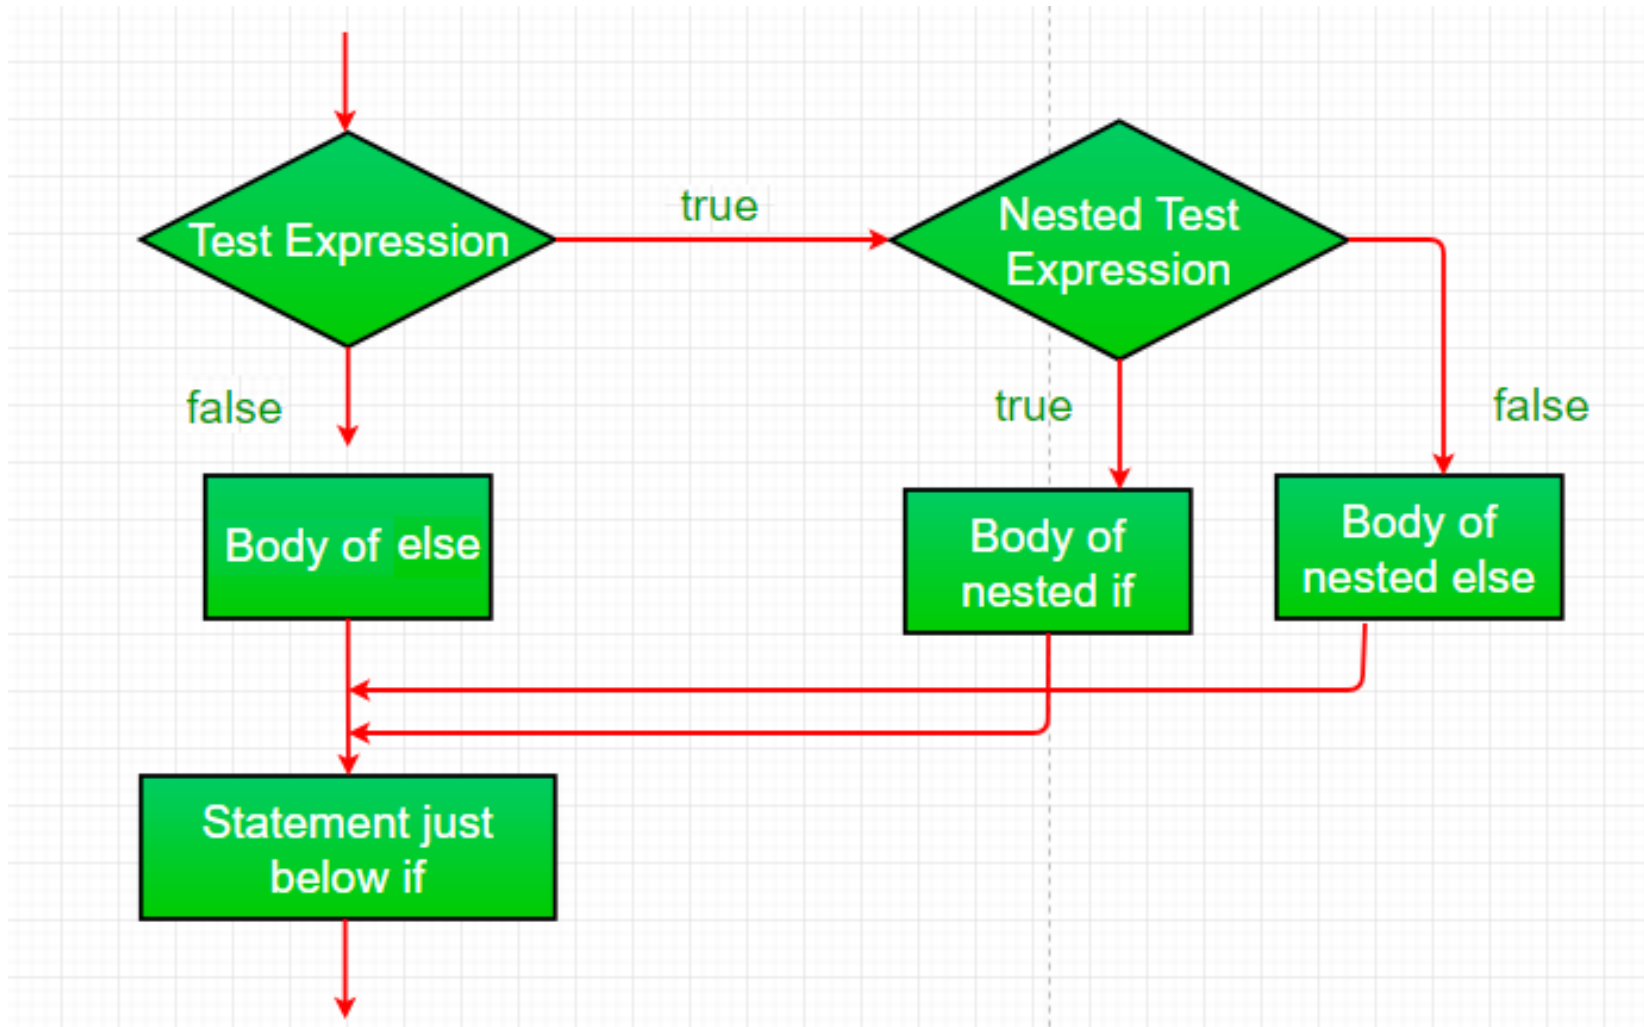 Test Expression
true
Nested Test
Expression
false
true
false
Body of else
Body of
nested if
Body of
nested else
Statement just
below if